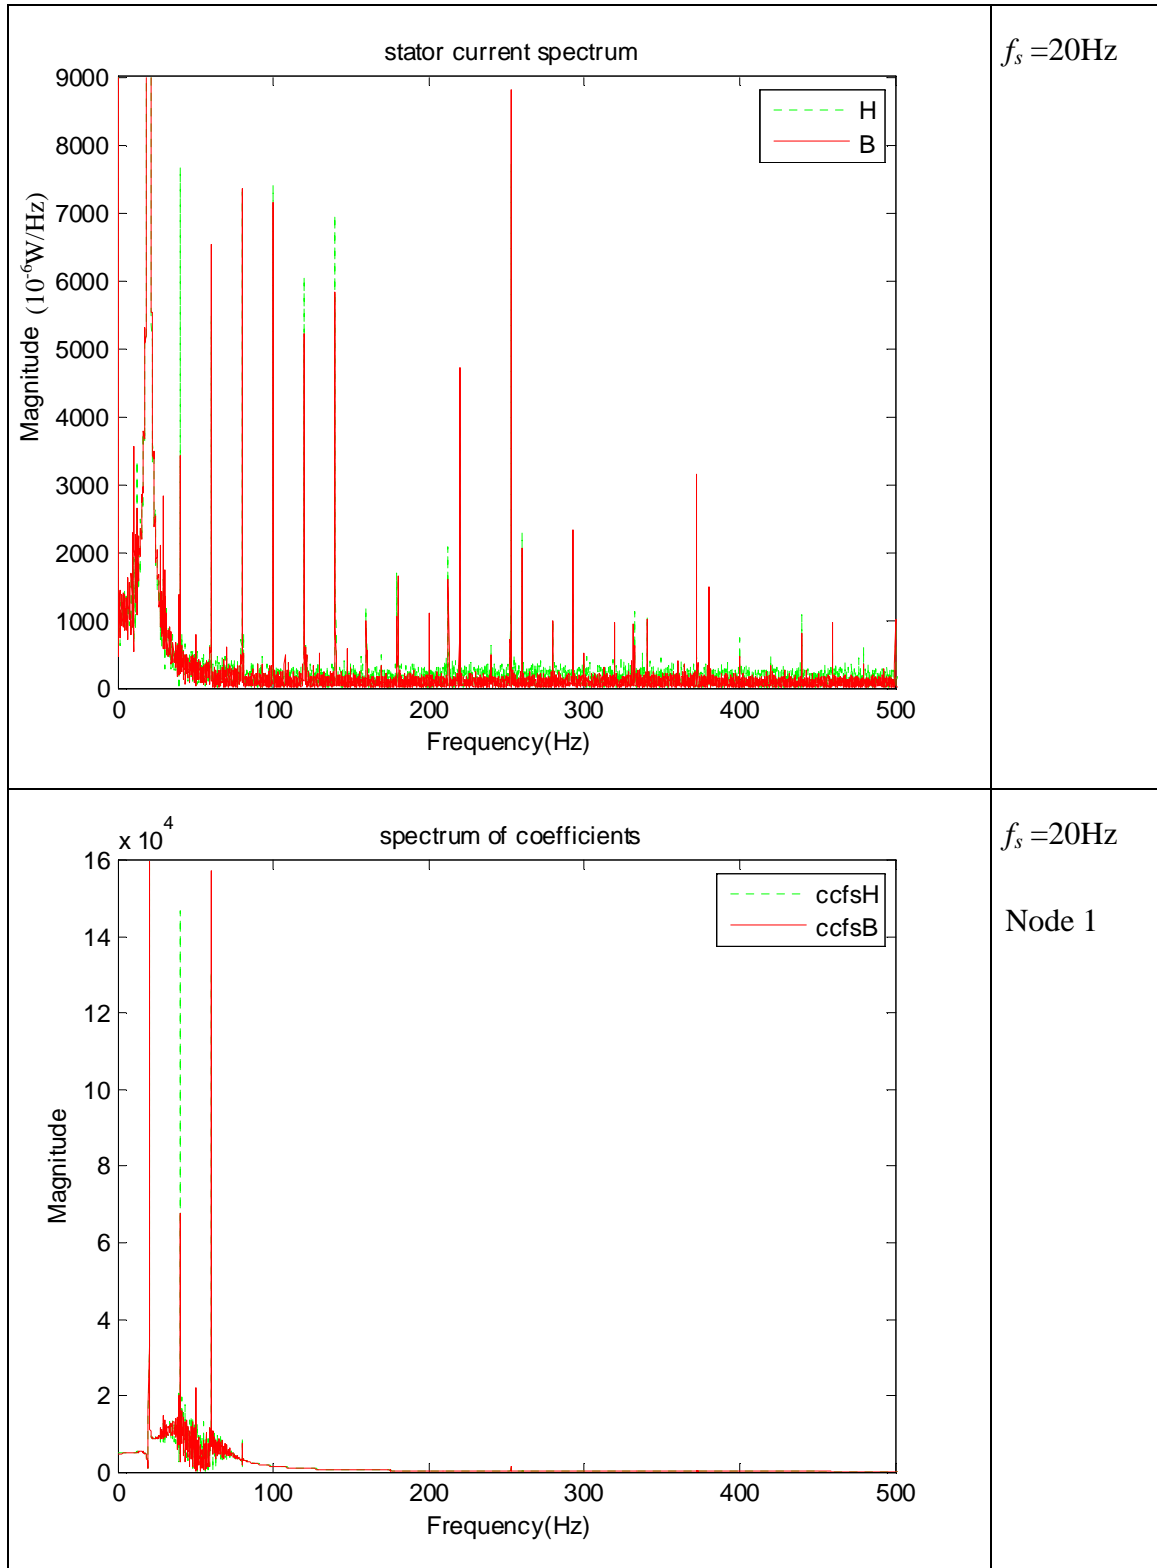 stator current spectrum
9000
8000
7000
6000
5000
4000
3000
2000
1000
0
Magnitude (10⁻⁶W/Hz)
H
B
0 100 200 300 400 500
Frequency(Hz)
fₛ =20Hz
x 10⁴
spectrum of coefficients
16
14
12
10
8
6
4
2
0
Magnitude
ccfsH
ccfsB
0 100 200 300 400 500
Frequency(Hz)
fₛ =20Hz
Node 1